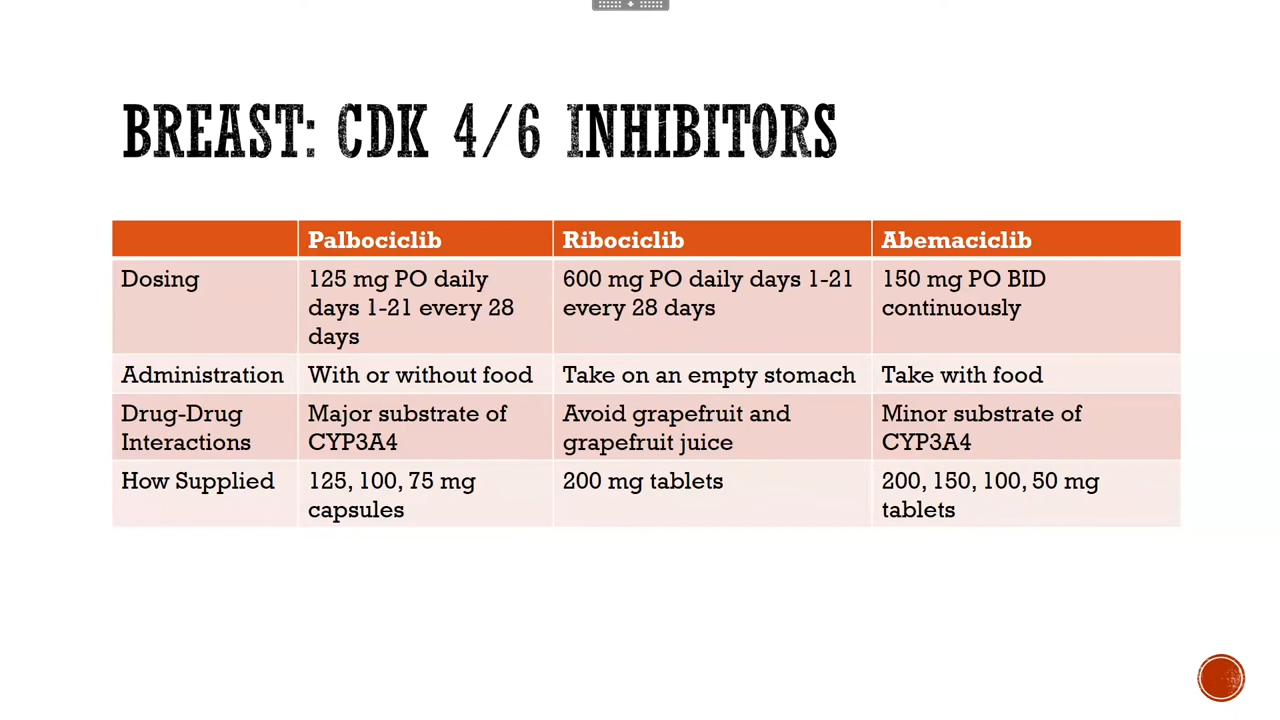 BREAST: CDK 4/6 INHIBITORS
Palbociclib Ribociclib Abemaciclib
Dosing
125 mg PO daily
days 1-21 every 28
days
600 mg PO daily days 1-21
every 28 days
150 mg PO BID
continuously
Administration
With or without food
Take on an empty stomach
Take with food
Drug-Drug
Interactions
Major substrate of
CYP3A4
Avoid grapefruit and
grapefruit juice
Minor substrate of
CYP3A4
How Supplied
125, 100, 75 mg
capsules
200 mg tablets
200, 150, 100, 50 mg
tablets